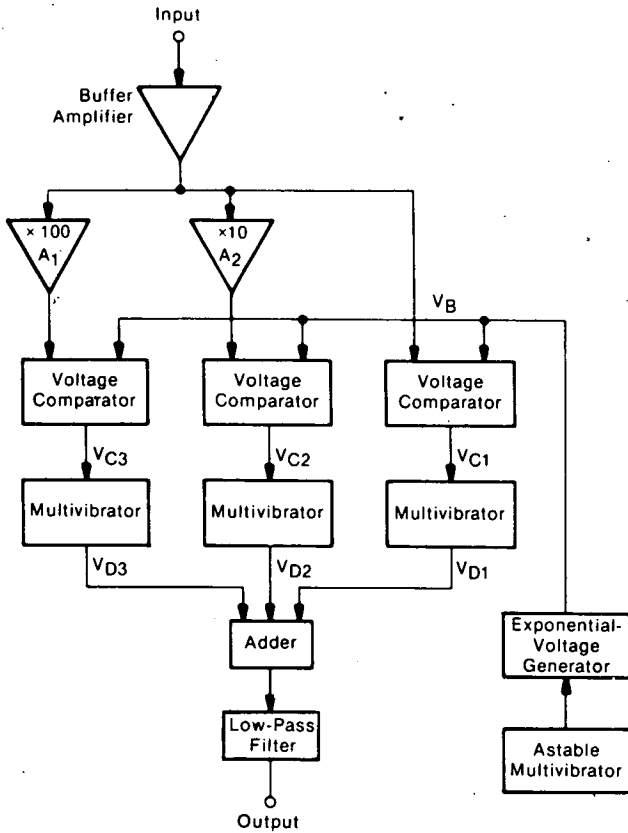 Input
Buffer
Amplifier
× 100
A1
×10
A2
VB
Voltage
Comparator
Voltage
Comparator
Voltage
Comparator
VC3
VC2
VC1
Multivibrator
Multivibrator
Multivibrator
VD3
VD2
VD1
Adder
Exponential-
Voltage
Generator
Low-Pass
Filter
Astable
Multivibrator
Output